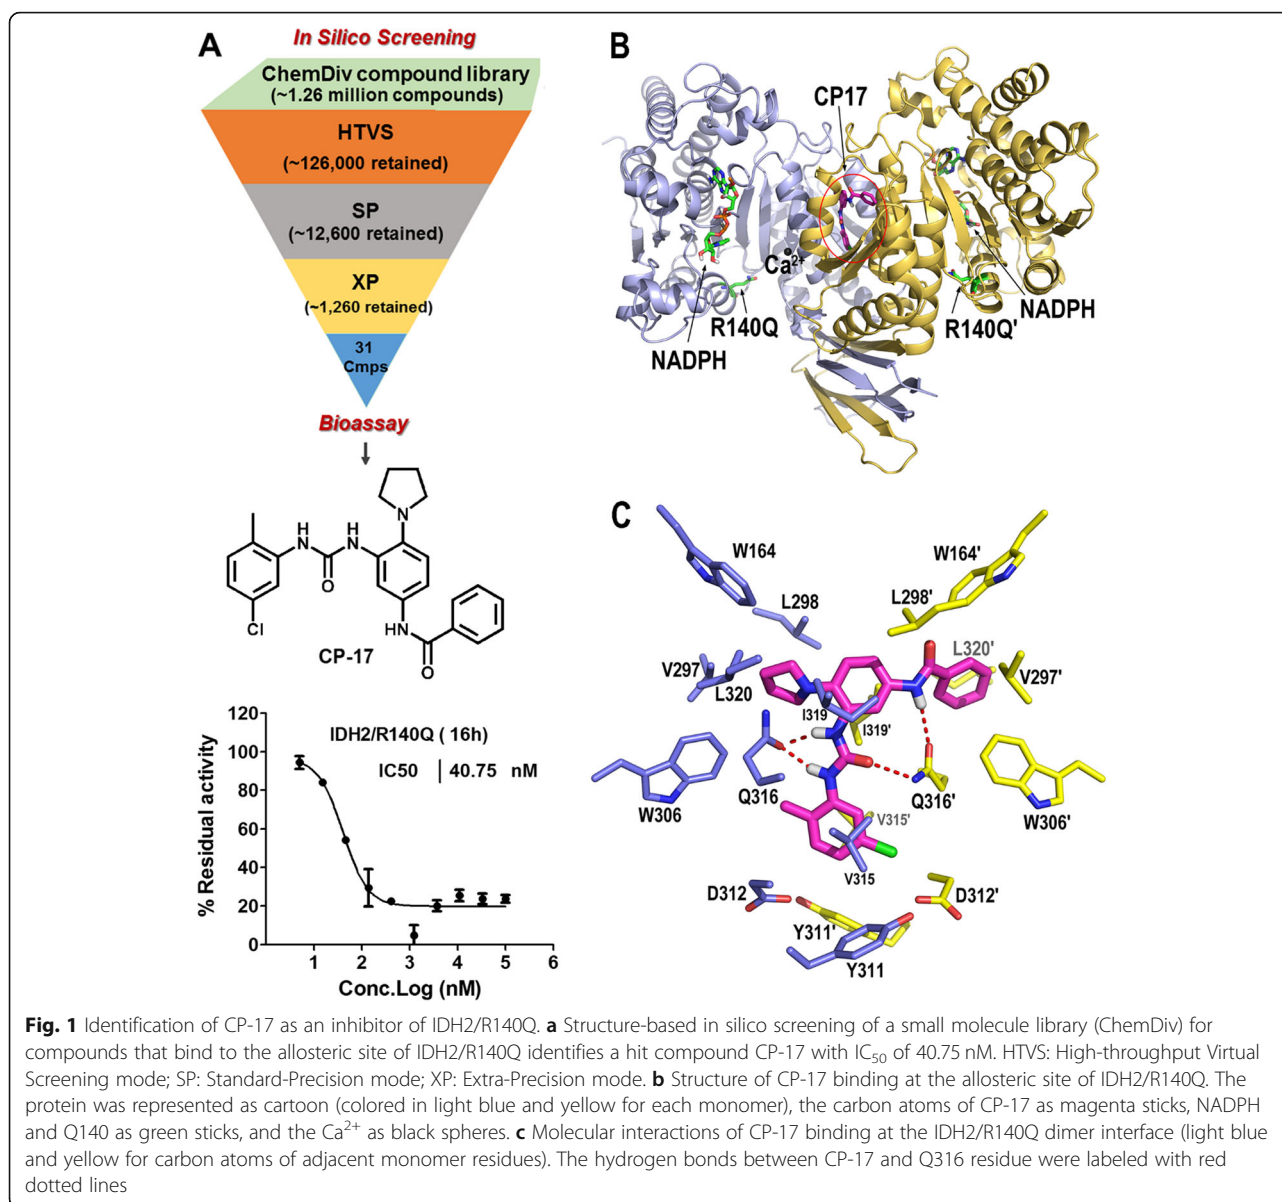 A
In Silico Screening
ChemDiv compound library
(~1.26 million compounds)
HTVS
(~126,000 retained)
SP
(~12,600 retained)
XP
(~1,260 retained)
31
Cmps
Bioassay
N
H
N
H
N
O
Cl
HN
O
CP-17
% Residual activity
120
100
80
60
40
20
0
IDH2/R140Q ( 16h)
IC50 | 40.75 nM
1 2 3 4 5 6
Conc.Log (nM)
B
CP17
Ca2+
R140Q
NADPH
R140Q'
NADPH
C
W164
W164'
L298
L298'
V297
L320
L320'
V297'
I319
I319'
W306
Q316
Q316'
W306'
V315'
V315
D312
D312'
Y311'
Y311
Fig. 1 Identification of CP-17 as an inhibitor of IDH2/R140Q. a Structure-based in silico screening of a small molecule library (ChemDiv) for
compounds that bind to the allosteric site of IDH2/R140Q identifies a hit compound CP-17 with IC50 of 40.75 nM. HTVS: High-throughput Virtual
Screening mode; SP: Standard-Precision mode; XP: Extra-Precision mode. b Structure of CP-17 binding at the allosteric site of IDH2/R140Q. The
protein was represented as cartoon (colored in light blue and yellow for each monomer), the carbon atoms of CP-17 as magenta sticks, NADPH
and Q140 as green sticks, and the Ca2+ as black spheres. c Molecular interactions of CP-17 binding at the IDH2/R140Q dimer interface (light blue
and yellow for carbon atoms of adjacent monomer residues). The hydrogen bonds between CP-17 and Q316 residue were labeled with red
dotted lines